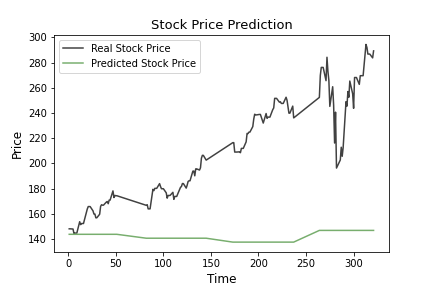 Stock Price Prediction
Real Stock Price
Predicted Stock Price
300
280
260
240
220
200
180
160
140
Price
0 50 100 150 200 250 300
Time